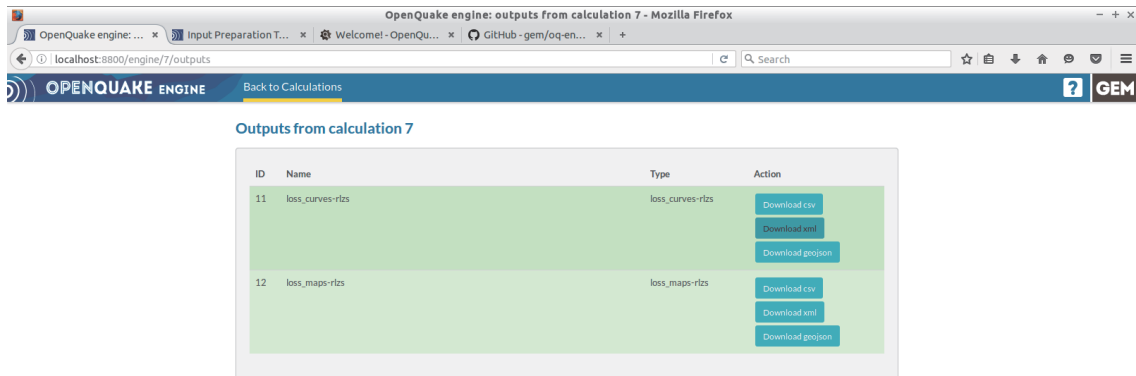 OpenQuake engine: outputs from calculation 7 - Mozilla Firefox
OpenQuake engine: ... × Input Preparation T... × Welcome! - OpenQu... × GitHub - gem/oq-en... × +
localhost:8800/engine/7/outputs Search
OPENQUAKE ENGINE Back to Calculations ? GEM
Outputs from calculation 7
ID Name Type Action
11 loss_curves-rlzs loss_curves-rlzs Download csv
Download xml
Download geojson
12 loss_maps-rlzs loss_maps-rlzs Download csv
Download xml
Download geojson